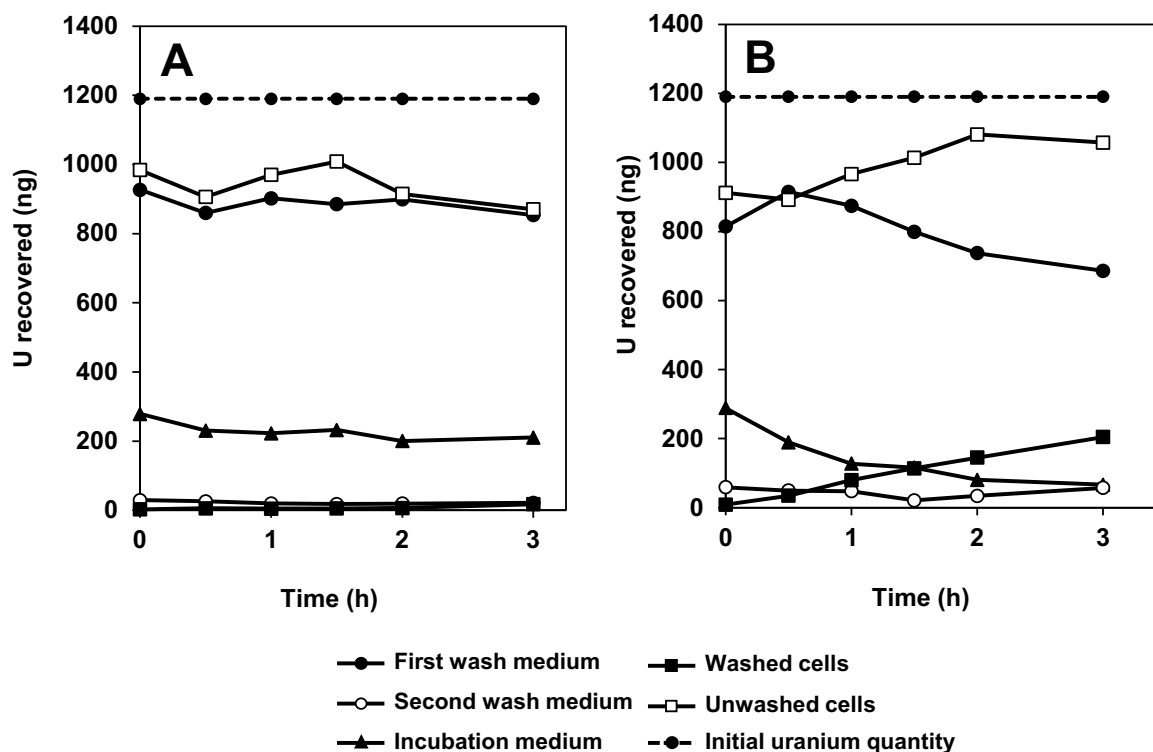 A
U recovered (ng)
1400
1200
1000
800
600
400
200
0
0 1 2 3
Time (h)
B
U recovered (ng)
1400
1200
1000
800
600
400
200
0
0 1 2 3
Time (h)
First wash medium
Second wash medium
Incubation medium
Washed cells
Unwashed cells
Initial uranium quantity